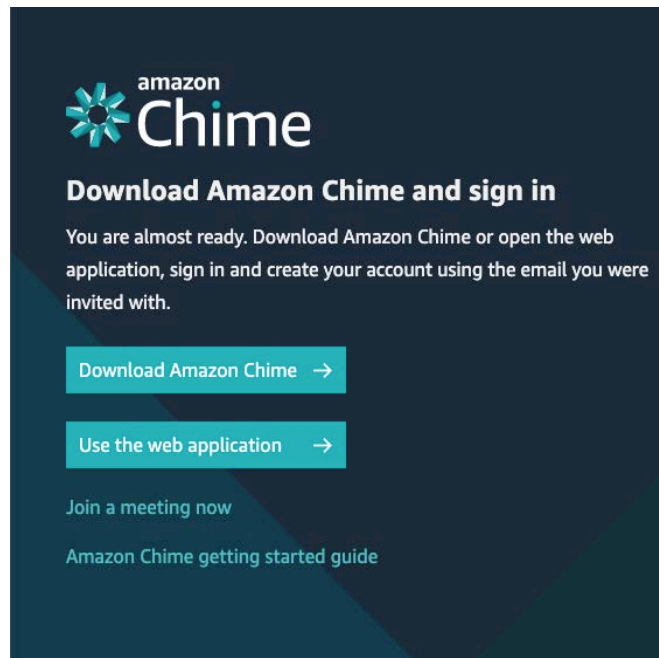 amazon
Chime
Download Amazon Chime and sign in
You are almost ready. Download Amazon Chime or open the web
application, sign in and create your account using the email you were
invited with.
Download Amazon Chime →
Use the web application →
Join a meeting now
Amazon Chime getting started guide